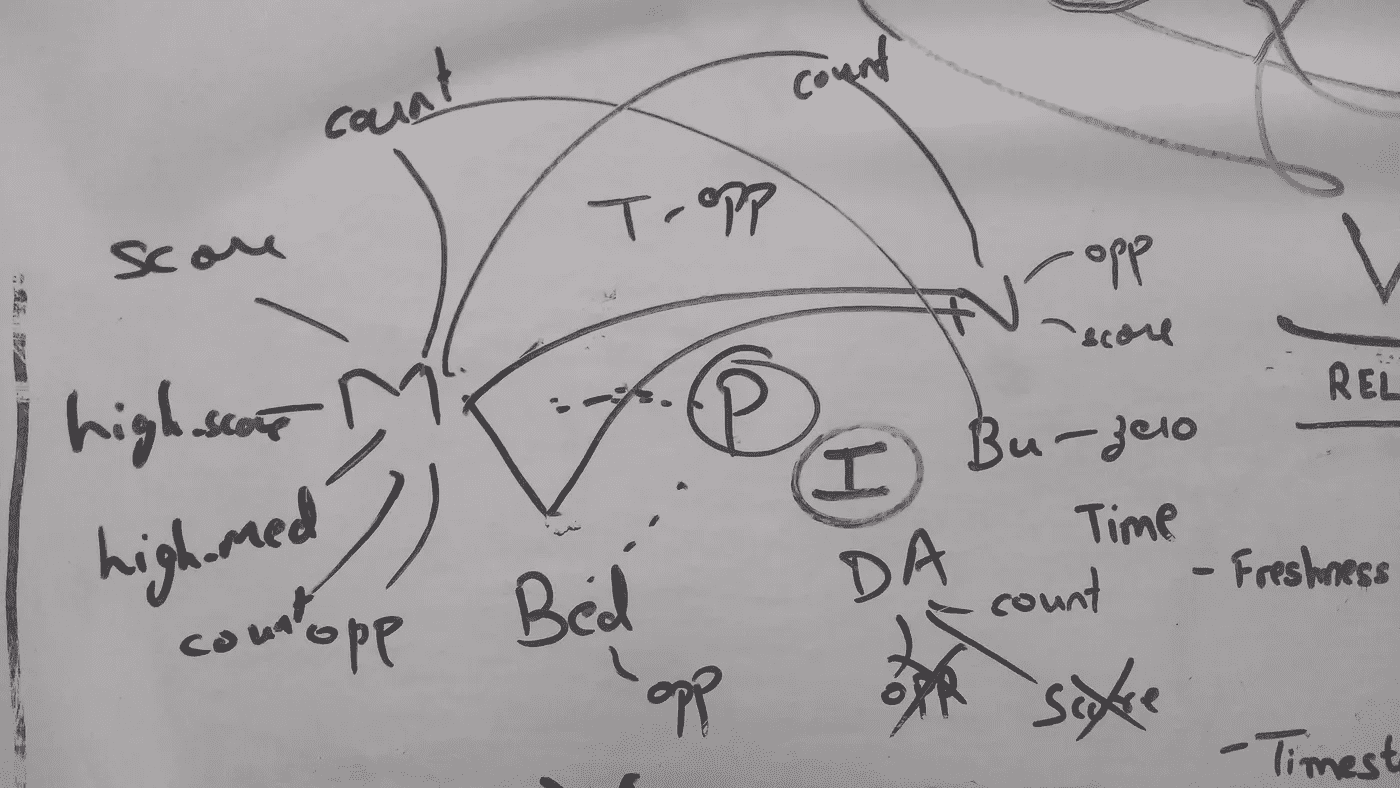 count
count
T-opp
score
opp
M
N
score
REL
high-score
P
Bu-zero
I
Time
high-med
DA
Freshness
Bed
count
count opp
opp
OPR
Score
Timest